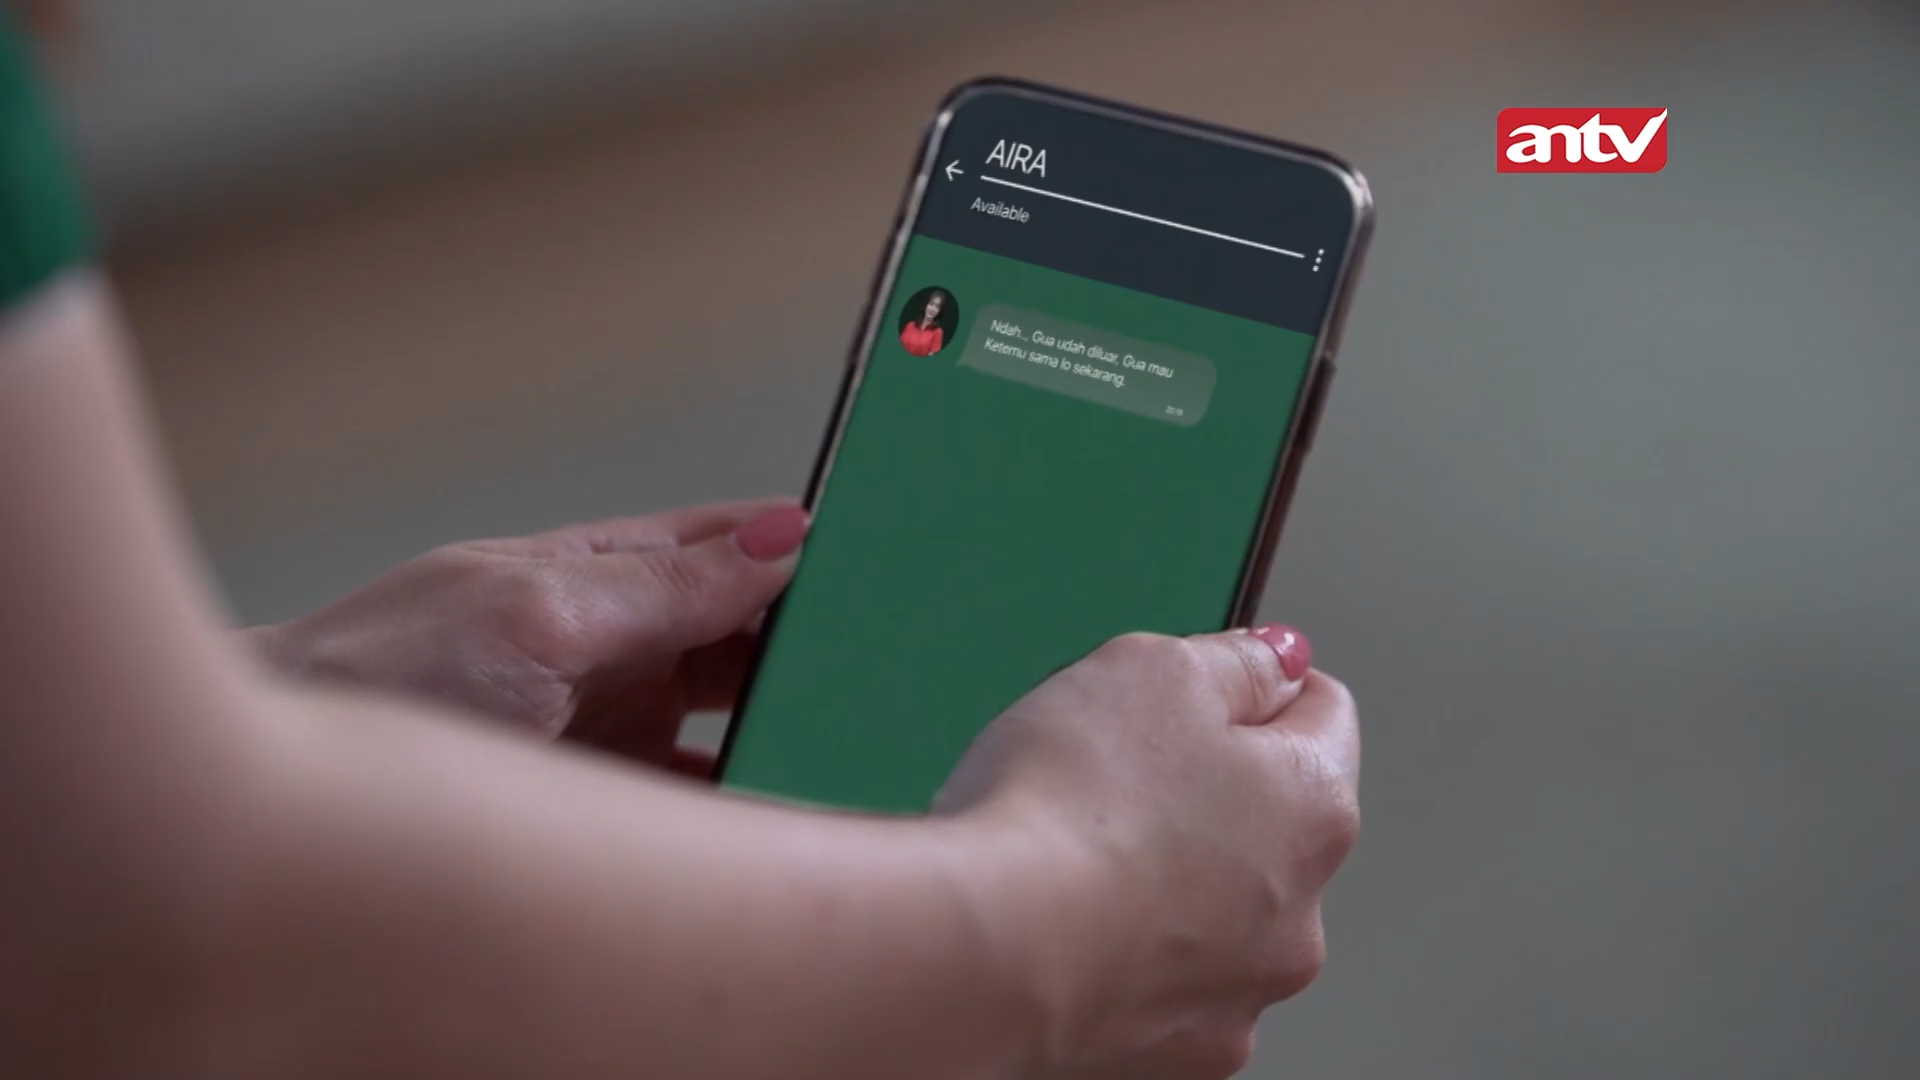 antv
AIRA
Available
Ndah... Gua udah diluar, Gua mau
Ketemu sama lo sekarang.